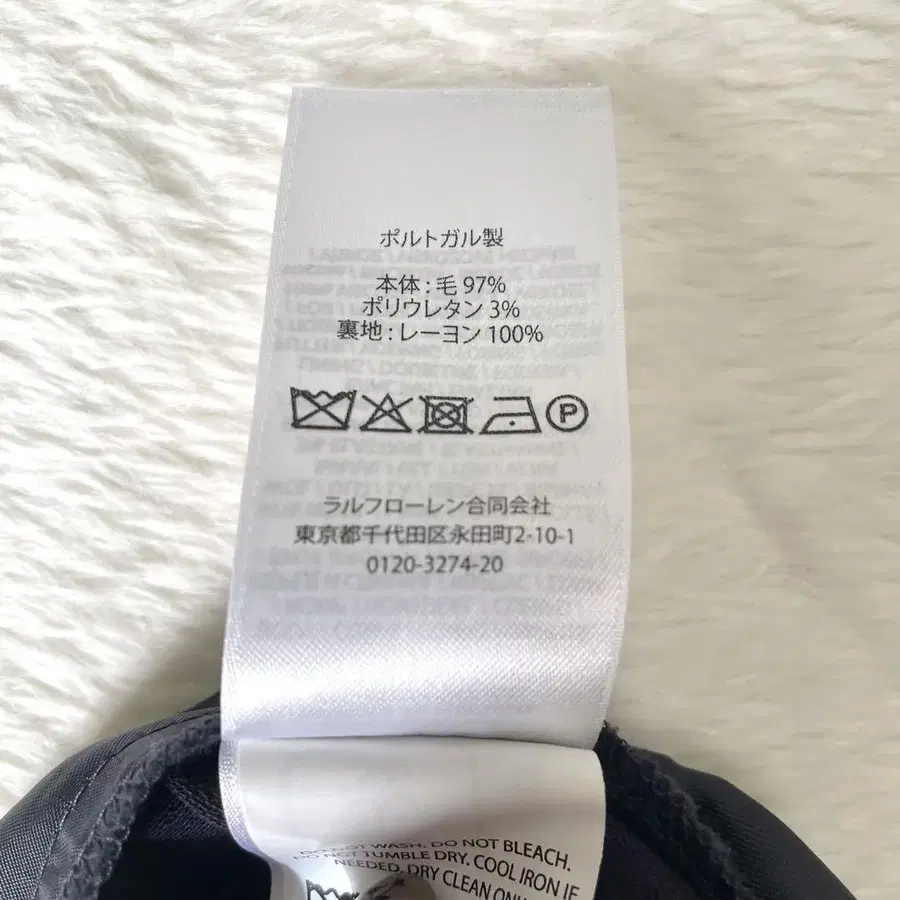 ポルトガル製
本体 : 毛 97%
ポリウレタン 3%
裏地 : レーヨン 100%
P
ラルフローレン合同会社
東京都千代田区永田町2-10-1
0120-3274-20
DO NOT WASH. DO NOT BLEACH.
DO NOT TUMBLE DRY. COOL IRON IF
NEEDED. DRY CLEAN ONLY